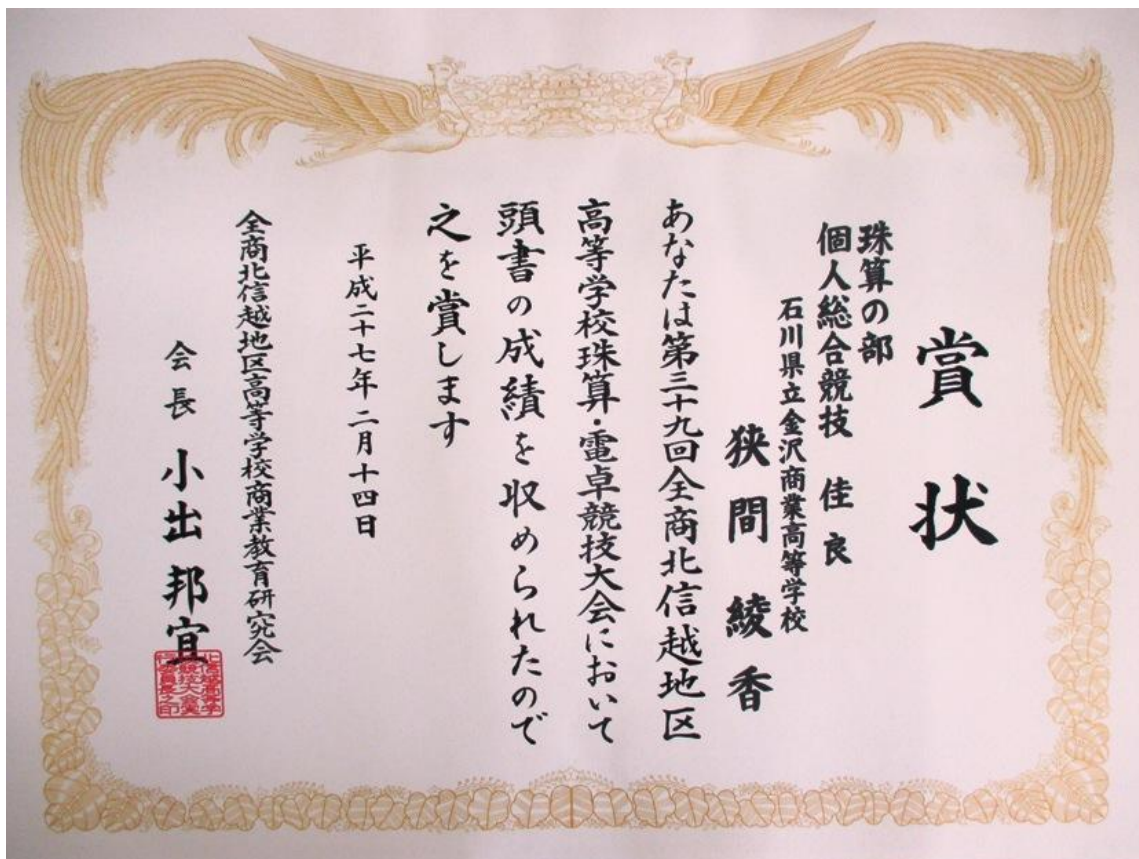 賞状
珠算の部
個人総合競技 佳良
石川県立金沢商業高等学校
狭間綾香
あなたは第三十九回全商北信越地区
高等学校珠算・電卓競技大会において
頭書の成績を収められたので
之を賞します
平成二十七年二月十四日
全商北信越地区高等学校商業教育研究会
会長 小出邦宜